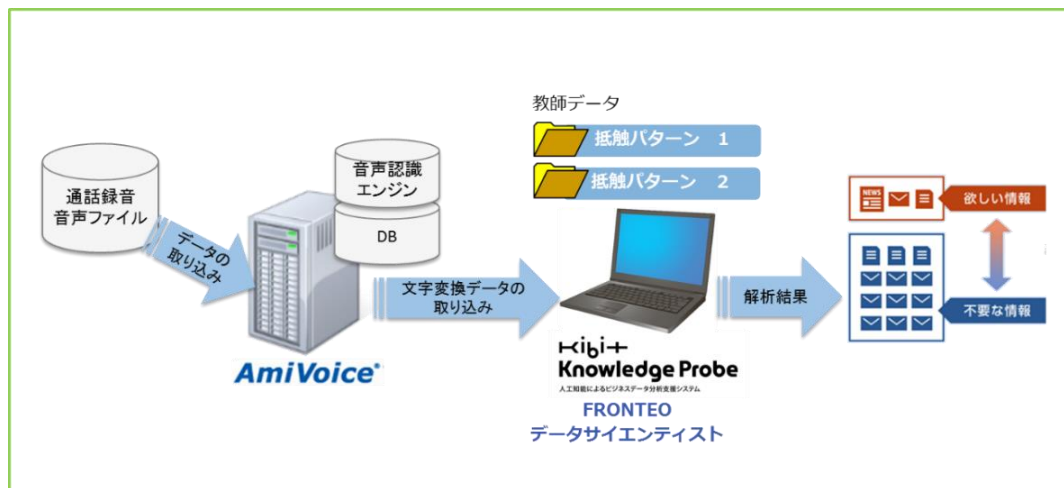 通話録音
音声ファイル
データの
取り込み
音声認識
エンジン
DB
AmiVoice®
文字変換データの
取り込み
教師データ
抵触パターン 1
抵触パターン 2
Kibit
Knowledge Probe
人工知能によるビジネスデータ分析支援システム
FRONTEO
データサイエンティスト
解析結果
NEWS
欲しい情報
不要な情報